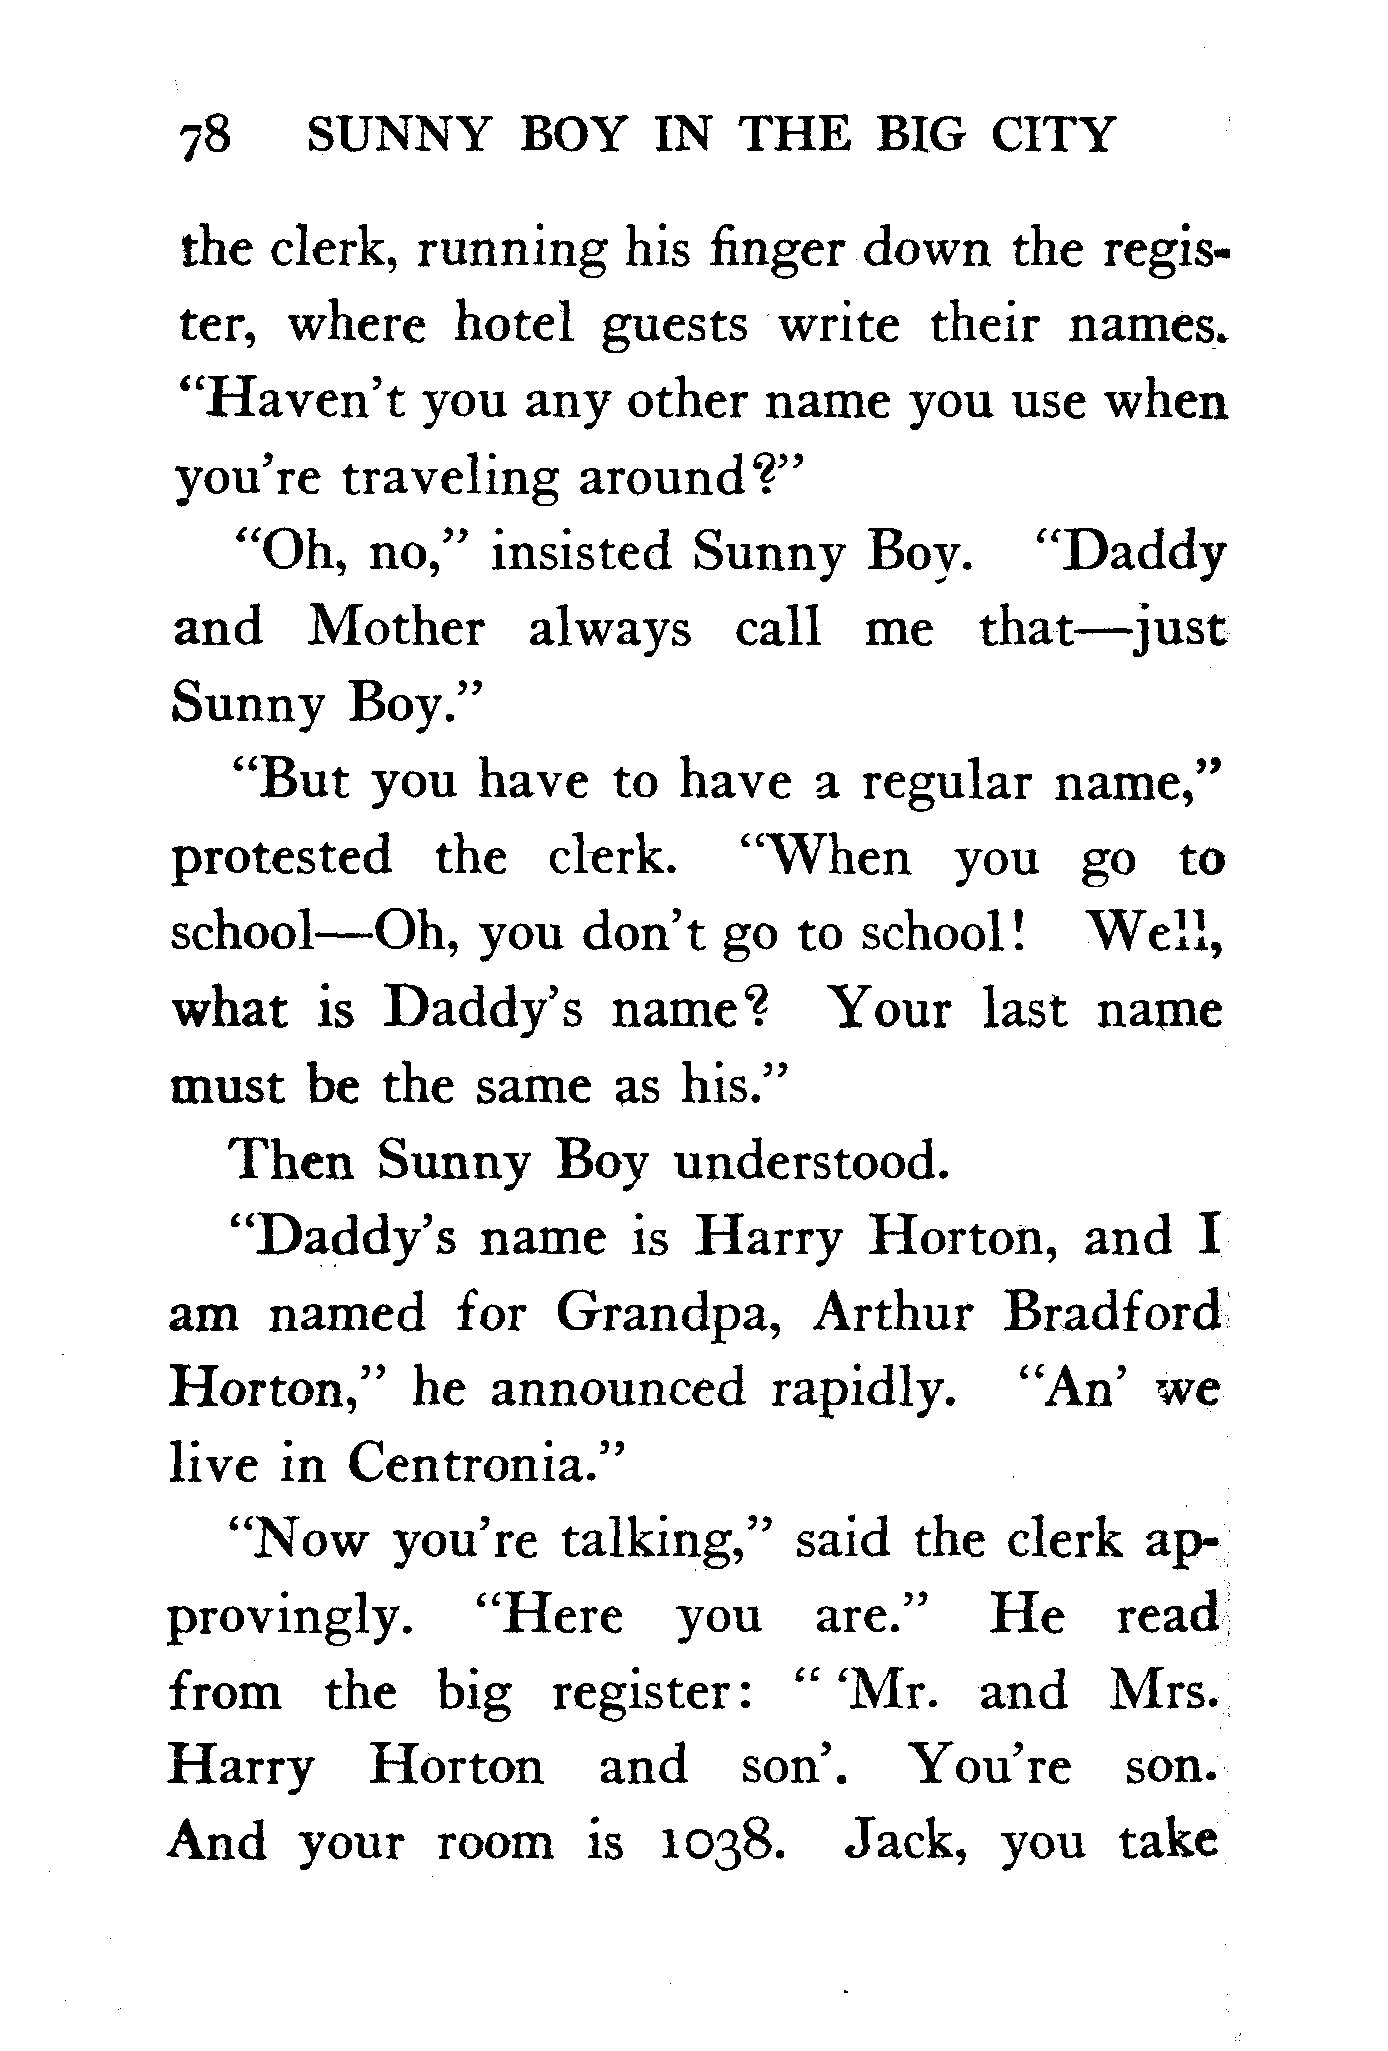 78 SUNNY BOY IN THE BIG CITY
the clerk, running his finger down the regis-
ter, where hotel guests write their names.
“Haven’t you any other name you use when
you’re traveling around?”
“Oh, no,” insisted Sunny Boy. “Daddy
and Mother always call me that—just
Sunny Boy.”
“But you have to have a regular name,”
protested the clerk. “When you go to
school—Oh, you don’t go to school! Well,
what is Daddy’s name? Your last name
must be the same as his.”
Then Sunny Boy understood.
“Daddy’s name is Harry Horton, and I
am named for Grandpa, Arthur Bradford
Horton,” he announced rapidly. “An’ we
live in Centronia.”
“Now you’re talking,” said the clerk ap-
provingly. “Here you are.” He read
from the big register: “ ‘Mr. and Mrs.
Harry Horton and son’. You’re son.
And your room is 1038. Jack, you take